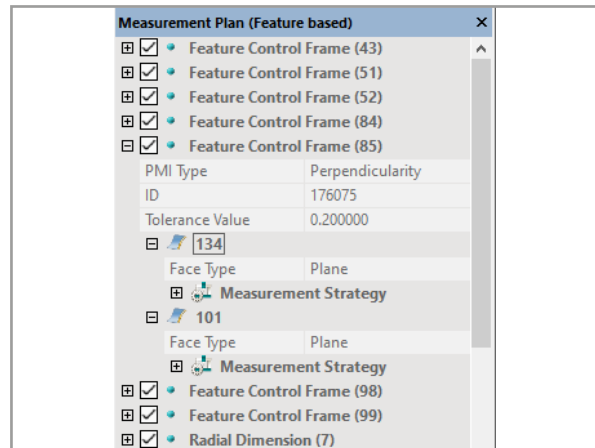 Measurement Plan (Feature based)
Feature Control Frame (43)
Feature Control Frame (51)
Feature Control Frame (52)
Feature Control Frame (84)
Feature Control Frame (85)
PMI Type Perpendicularity
ID 176075
Tolerance Value 0.200000
134
Face Type Plane
Measurement Strategy
101
Face Type Plane
Measurement Strategy
Feature Control Frame (98)
Feature Control Frame (99)
Radial Dimension (7)